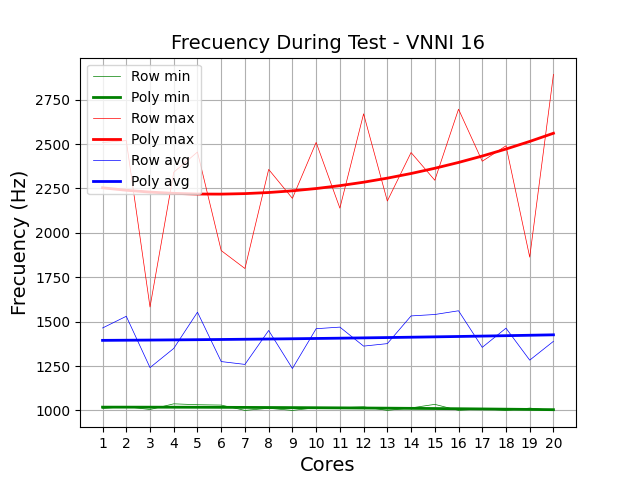 Frecuency During Test - VNNI 16
Row min
Poly min
Row max
Poly max
Row avg
Poly avg
Frecuency (Hz)
2750
2500
2250
2000
1750
1500
1250
1000
1 2 3 4 5 6 7 8 9 10 11 12 13 14 15 16 17 18 19 20
Cores